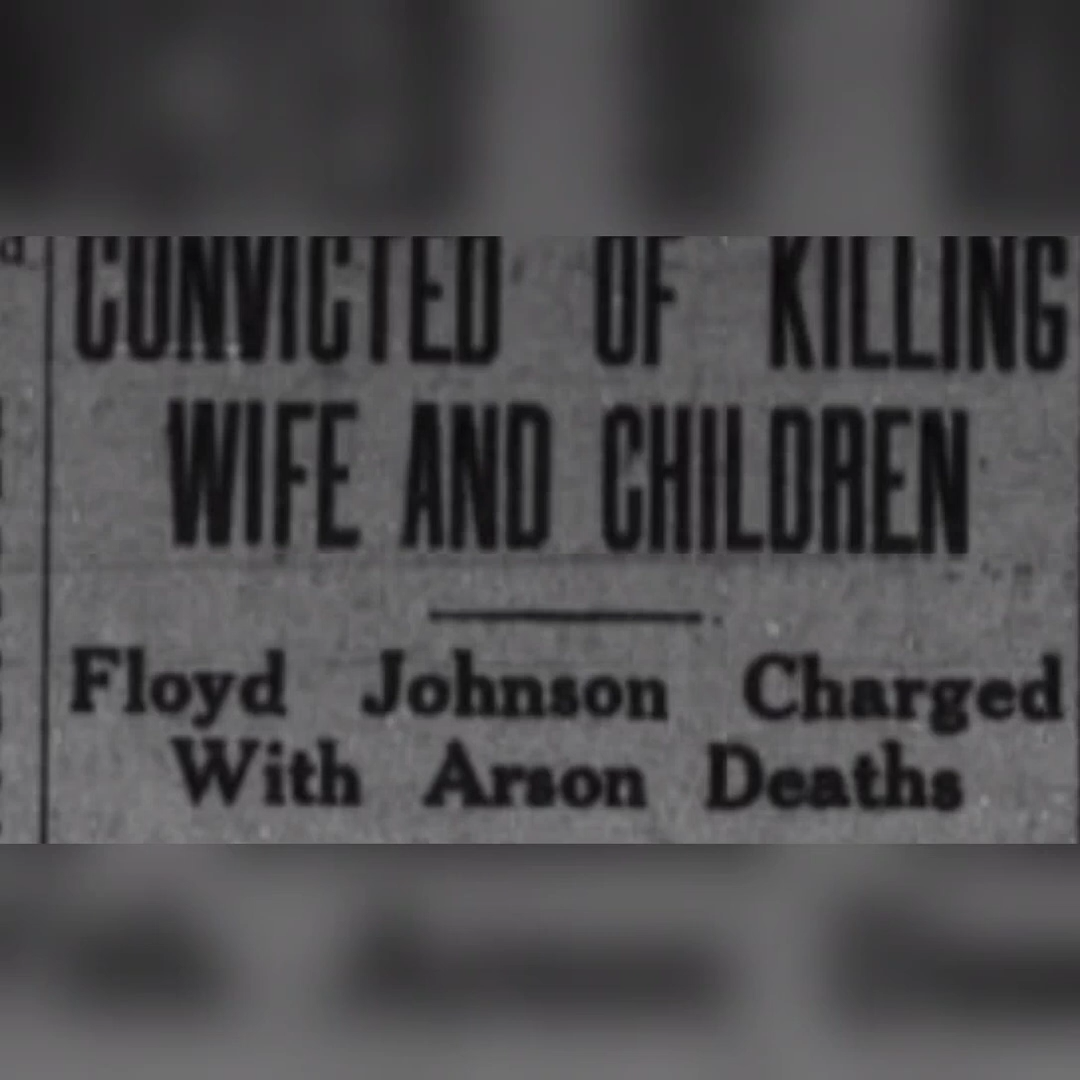 d
CONVICTED OF KILLING
WIFE AND CHILDREN
Floyd Johnson Charged
With Arson Deaths